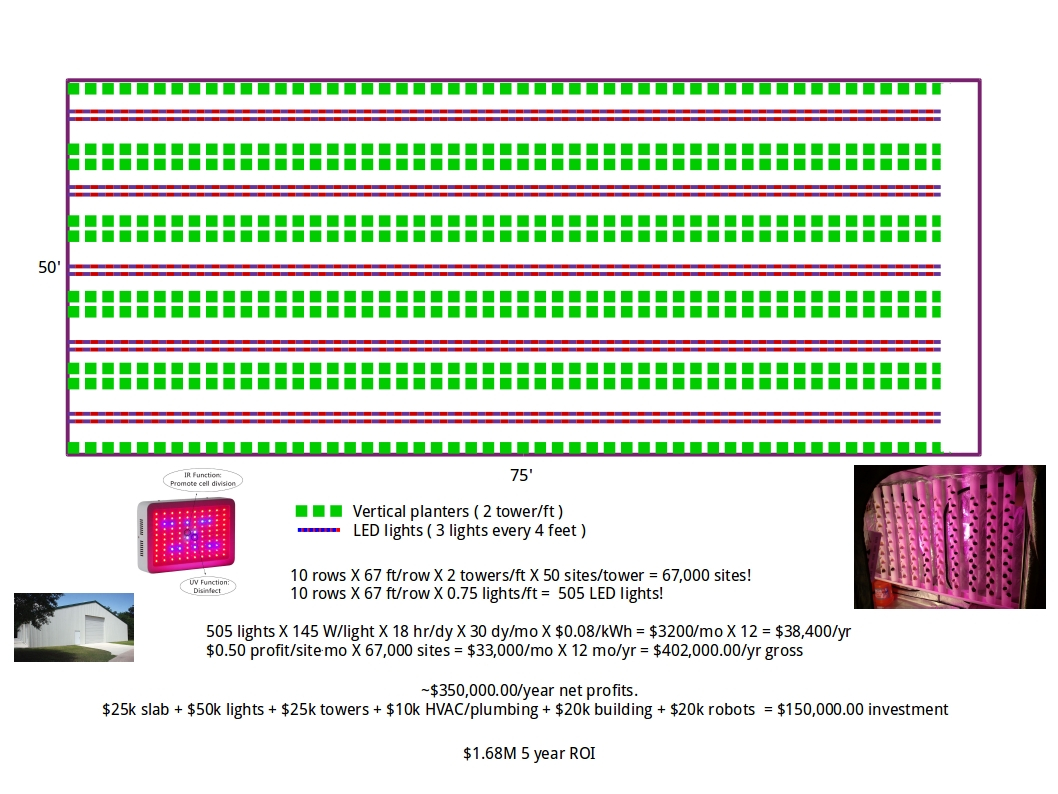 50'
75'
IR Function:
Promote cell division
UV Function:
Disinfect
Vertical planters ( 2 tower/ft )
LED lights ( 3 lights every 4 feet )
10 rows X 67 ft/row X 2 towers/ft X 50 sites/tower = 67,000 sites!
10 rows X 67 ft/row X 0.75 lights/ft =  505 LED lights!
505 lights X 145 W/light X 18 hr/dy X 30 dy/mo X $0.08/kWh = $3200/mo X 12 = $38,400/yr
$0.50 profit/site·mo X 67,000 sites = $33,000/mo X 12 mo/yr = $402,000.00/yr gross
~$350,000.00/year net profits.
$25k slab + $50k lights + $25k towers + $10k HVAC/plumbing + $20k building + $20k robots  = $150,000.00 investment
$1.68M 5 year ROI